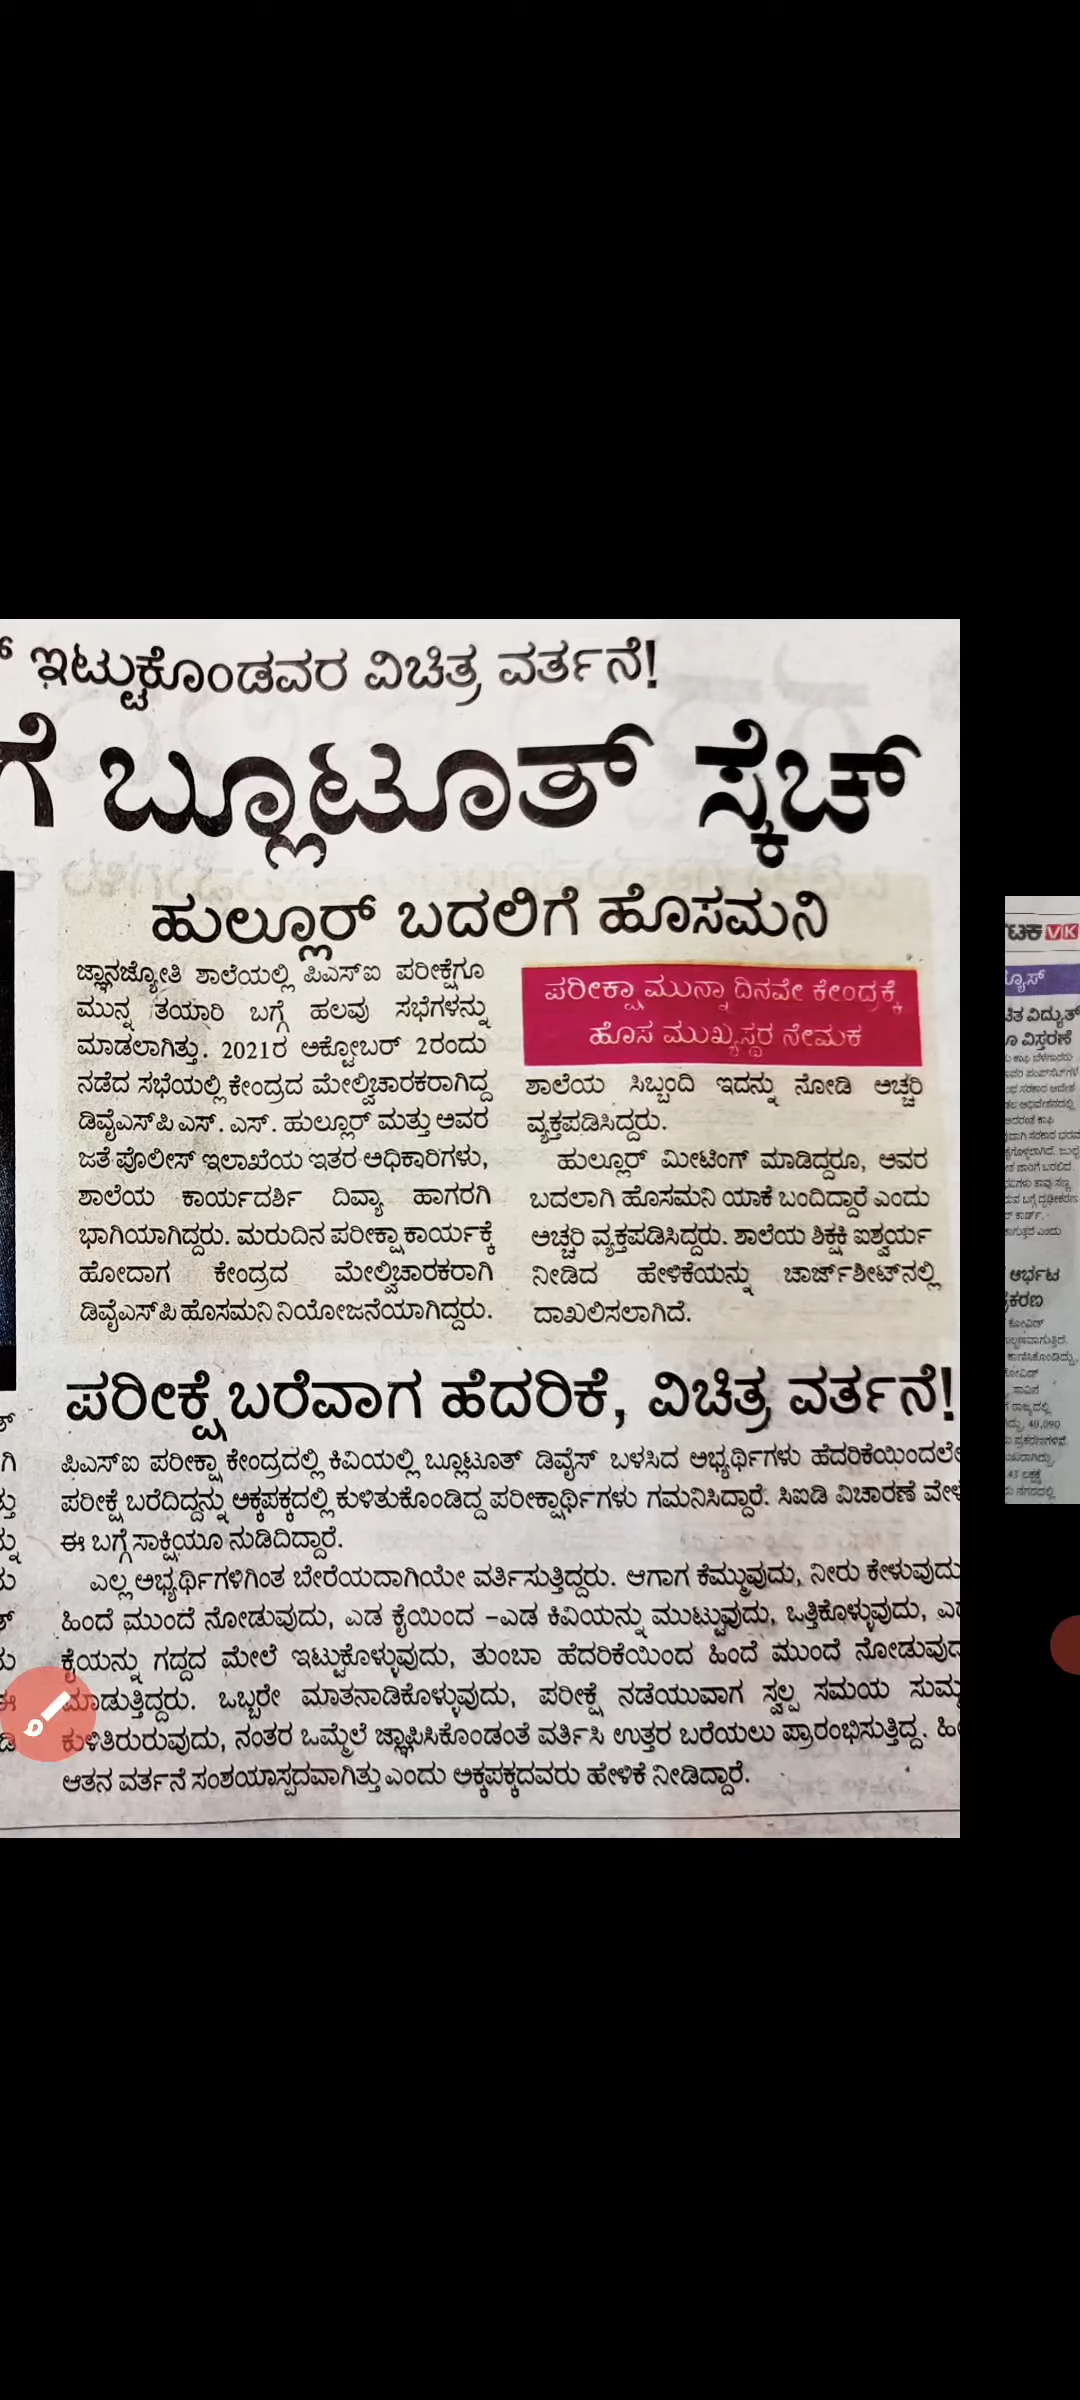 ಇಟ್ಟುಕೊಂಡವರ ವಿಚಿತ್ರ ವರ್ತನೆ!
ಗೆ ಬ್ಲೂಟೂತ್ ಸ್ಕೆಚ್
ಹುಲ್ಲೂರ್ ಬದಲಿಗೆ ಹೊಸಮನಿ
ಜ್ಞಾನಜ್ಯೋತಿ ಶಾಲೆಯಲ್ಲಿ ಪಿಎಸ್‌ಐ ಪರೀಕ್ಷೆಗೂ
ಮುನ್ನ ತಯ್ಯಾರಿ ಬಗ್ಗೆ ಹಲವು ಸಭೆಗಳನ್ನು
ಮಾಡಲಾಗಿತ್ತು. 2021ರ ಅಕ್ಟೋಬರ್ 2ರಂದು
ನಡೆದ ಸಭೆಯಲ್ಲಿ ಕೇಂದ್ರದ ಮೇಲ್ವಿಚಾರಕರಾಗಿದ್ದ
ಡಿವೈಎಸ್‌ಪಿ ಎಸ್. ಎಸ್. ಹುಲ್ಲೂರ್ ಮತ್ತು ಅವರ
ಜತೆ ಪೊಲೀಸ್ ಇಲಾಖೆಯ ಇತರ ಅಧಿಕಾರಿಗಳು,
ಶಾಲೆಯ ಕಾರ್ಯದರ್ಶಿ ದಿವ್ಯಾ ಹಾಗರಗಿ
ಭಾಗಿಯಾಗಿದ್ದರು. ಮರುದಿನ ಪರೀಕ್ಷಾ ಕಾರ್ಯಕ್ಕೆ
ಹೋದಾಗ ಕೇಂದ್ರದ ಮೇಲ್ವಿಚಾರಕರಾಗಿ
ಡಿವೈಎಸ್‌ಪಿ ಹೊಸಮನಿ ನಿಯೋಜನೆಯಾಗಿದ್ದರು.
ಪರೀಕ್ಷಾ ಮುನ್ನಾ ದಿನವೇ ಕೇಂದ್ರಕ್ಕೆ
ಹೊಸ ಮುಖ್ಯಸ್ಥರ ನೇಮಕ
ಶಾಲೆಯ ಸಿಬ್ಬಂದಿ ಇದನ್ನು ನೋಡಿ ಅಚ್ಚರಿ
ವ್ಯಕ್ತಪಡಿಸಿದ್ದರು.
ಹುಲ್ಲೂರ್ ಮೀಟಿಂಗ್ ಮಾಡಿದ್ದರೂ, ಅವರ
ಬದಲಾಗಿ ಹೊಸಮನಿ ಯಾಕೆ ಬಂದಿದ್ದಾರೆ ಎಂದು
ಅಚ್ಚರಿ ವ್ಯಕ್ತಪಡಿಸಿದ್ದರು. ಶಾಲೆಯ ಶಿಕ್ಷಕಿ ಐಶ್ವರ್ಯ
ನೀಡಿದ ಹೇಳಿಕೆಯನ್ನು ಚಾರ್ಜ್‌ಶೀಟ್‌ನಲ್ಲಿ
ದಾಖಲಿಸಲಾಗಿದೆ.
ಪರೀಕ್ಷೆ ಬರೆವಾಗ ಹೆದರಿಕೆ, ವಿಚಿತ್ರ ವರ್ತನೆ!
ಪಿಎಸ್‌ಐ ಪರೀಕ್ಷಾ ಕೇಂದ್ರದಲ್ಲಿ ಕಿವಿಯಲ್ಲಿ ಬ್ಲೂಟೂತ್ ಡಿವೈಸ್ ಬಳಸಿದ ಅಭ್ಯರ್ಥಿಗಳು ಹೆದರಿಕೆಯಿಂದಲೇ
ಪರೀಕ್ಷೆ ಬರೆದಿದ್ದನ್ನು ಅಕ್ಕಪಕ್ಕದಲ್ಲಿ ಕುಳಿತುಕೊಂಡಿದ್ದ ಪರೀಕ್ಷಾರ್ಥಿಗಳು ಗಮನಿಸಿದ್ದಾರೆ. ಸಿಐಡಿ ವಿಚಾರಣೆ ವೇಳೆ
ಈ ಬಗ್ಗೆ ಸಾಕ್ಷಿಯೂ ನುಡಿದಿದ್ದಾರೆ.
ಎಲ್ಲ ಅಭ್ಯರ್ಥಿಗಳಿಗಿಂತ ಬೇರೆಯದಾಗಿಯೇ ವರ್ತಿಸುತ್ತಿದ್ದರು. ಆಗಾಗ ಕೆಮ್ಮುವುದು, ನೀರು ಕೇಳುವುದು
ಹಿಂದೆ ಮುಂದೆ ನೋಡುವುದು, ಎಡ ಕೈಯಿಂದ -ಎಡ ಕಿವಿಯನ್ನು ಮುಟ್ಟುವುದು, ಒತ್ತಿಕೊಳ್ಳುವುದು,
ಕೈಯನ್ನು ಗದ್ದದ ಮೇಲೆ ಇಟ್ಟುಕೊಳ್ಳುವುದು, ತುಂಬಾ ಹೆದರಿಕೆಯಿಂದ ಹಿಂದೆ ಮುಂದೆ
ಮಾಡುತ್ತಿದ್ದರು. ಒಬ್ಬರೇ ಮಾತನಾಡಿಕೊಳ್ಳುವುದು, ಪರೀಕ್ಷೆ ನಡೆಯುವಾಗ ಸ್ವಲ್ಪ ಸಮಯ
ಕುಳಿತಿರುರುವುದು, ನಂತರ ಒಮ್ಮೆಲೆ ಜ್ಞಾಪಿಸಿಕೊಂಡಂತೆ ವರ್ತಿಸಿ ಉತ್ತರ ಬರೆಯಲು ಪ್ರಾರಂಭಿಸುತ್ತಿದ್ದ.
ಆತನ ವರ್ತನೆ ಸಂಶಯಾಸ್ಪದವಾಗಿತ್ತು ಎಂದು ಅಕ್ಕಪಕ್ಕದವರು ಹೇಳಿಕೆ ನೀಡಿದ್ದಾರೆ.
VK
ವಿದ್ಯುತ್
ವಿಸ್ತರಣೆ
ಆರ್ಭಟ